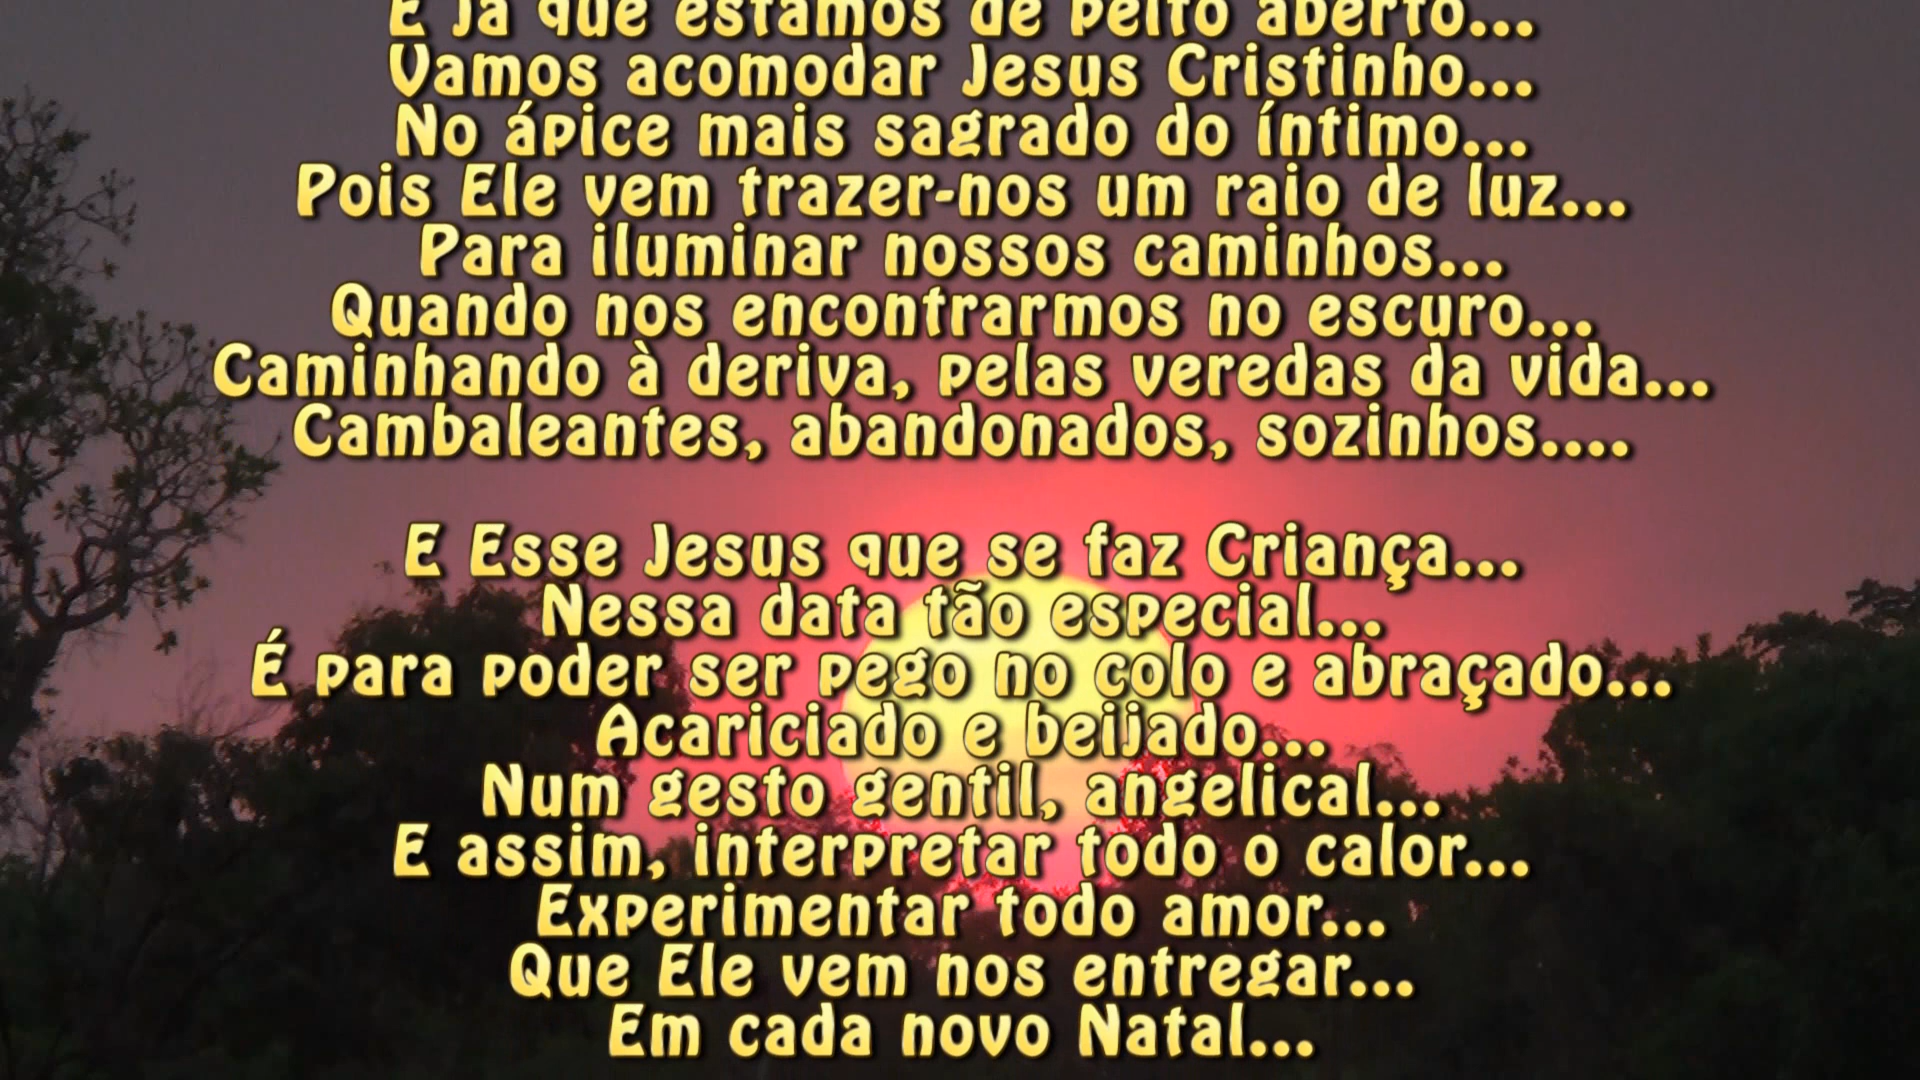 E já que estamos de peito aberto...
Vamos acomodar Jesus Cristinho...
No ápice mais sagrado do íntimo...
Pois Ele vem trazer-nos um raio de luz...
Para iluminar nossos caminhos...
Quando nos encontrarmos no escuro...
Caminhando à deriva, pelas veredas da vida...
Cambaleantes, abandonados, sozinhos....
E Esse Jesus que se faz Criança...
Nessa data tão especial...
É para poder ser pego no colo e abraçado...
Acariciado e beijado...
Num gesto gentil, angelical...
E assim, interpretar todo o calor...
Experimentar todo amor...
Que Ele vem nos entregar...
Em cada novo Natal...